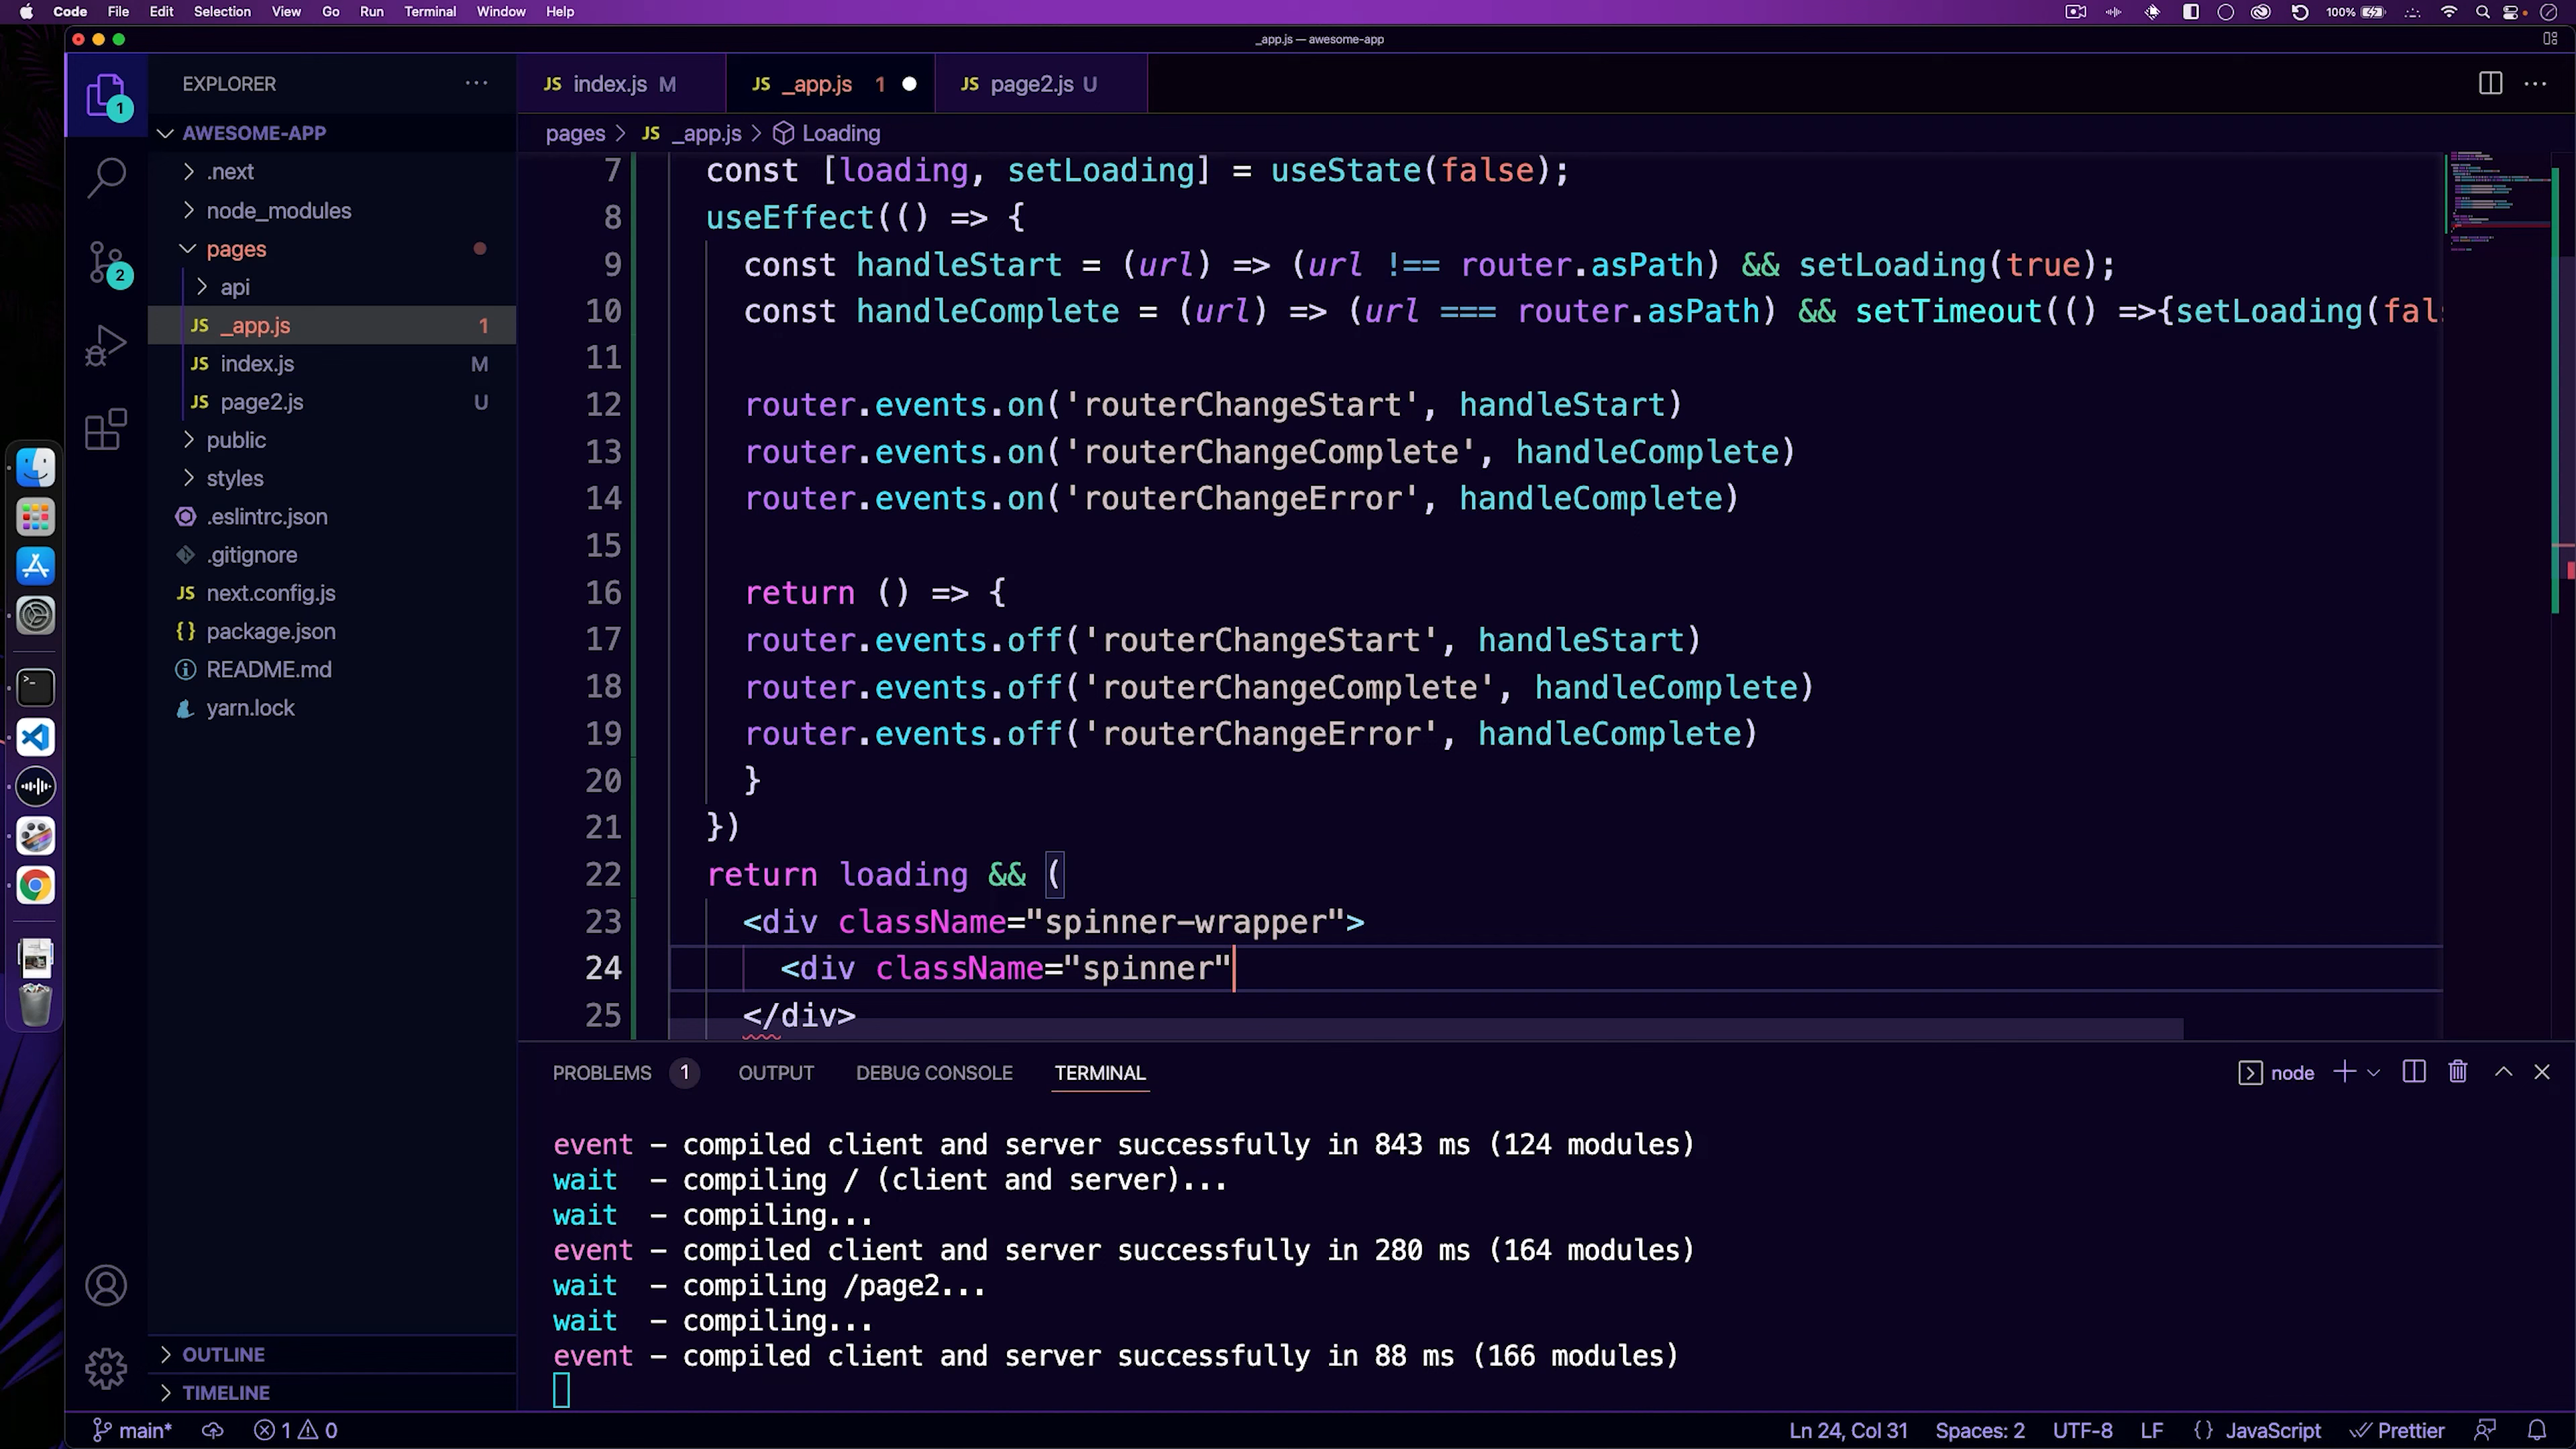 Code File Edit Selection View Go Run Terminal Window Help 100%
_app.js — awesome-app
EXPLORER
1
2
AWESOME-APP
.next
node_modules
pages
api
JS _app.js 1
JS index.js M
JS page2.js U
public
styles
.eslintrc.json
.gitignore
JS next.config.js
{} package.json
README.md
yarn.lock
OUTLINE
TIMELINE
JS index.js M JS _app.js 1 JS page2.js U
pages > JS _app.js > Loading
7 const [loading, setLoading] = useState(false);
8 useEffect(() => {
9 const handleStart = (url) => (url !== router.asPath) && setLoading(true);
10 const handleComplete = (url) => (url === router.asPath) && setTimeout(() =>{setLoading(fal
11
12 router.events.on('routerChangeStart', handleStart)
13 router.events.on('routerChangeComplete', handleComplete)
14 router.events.on('routerChangeError', handleComplete)
15
16 return () => {
17 router.events.off('routerChangeStart', handleStart)
18 router.events.off('routerChangeComplete', handleComplete)
19 router.events.off('routerChangeError', handleComplete)
20 }
21 })
22 return loading && (
23 <div className="spinner-wrapper">
24 <div className="spinner"
25 </div>
PROBLEMS 1 OUTPUT DEBUG CONSOLE TERMINAL node
event - compiled client and server successfully in 843 ms (124 modules)
wait - compiling / (client and server)...
wait - compiling...
event - compiled client and server successfully in 280 ms (164 modules)
wait - compiling /page2...
wait - compiling...
event - compiled client and server successfully in 88 ms (166 modules)
main* 1 0 Ln 24, Col 31 Spaces: 2 UTF-8 LF {} JavaScript Prettier